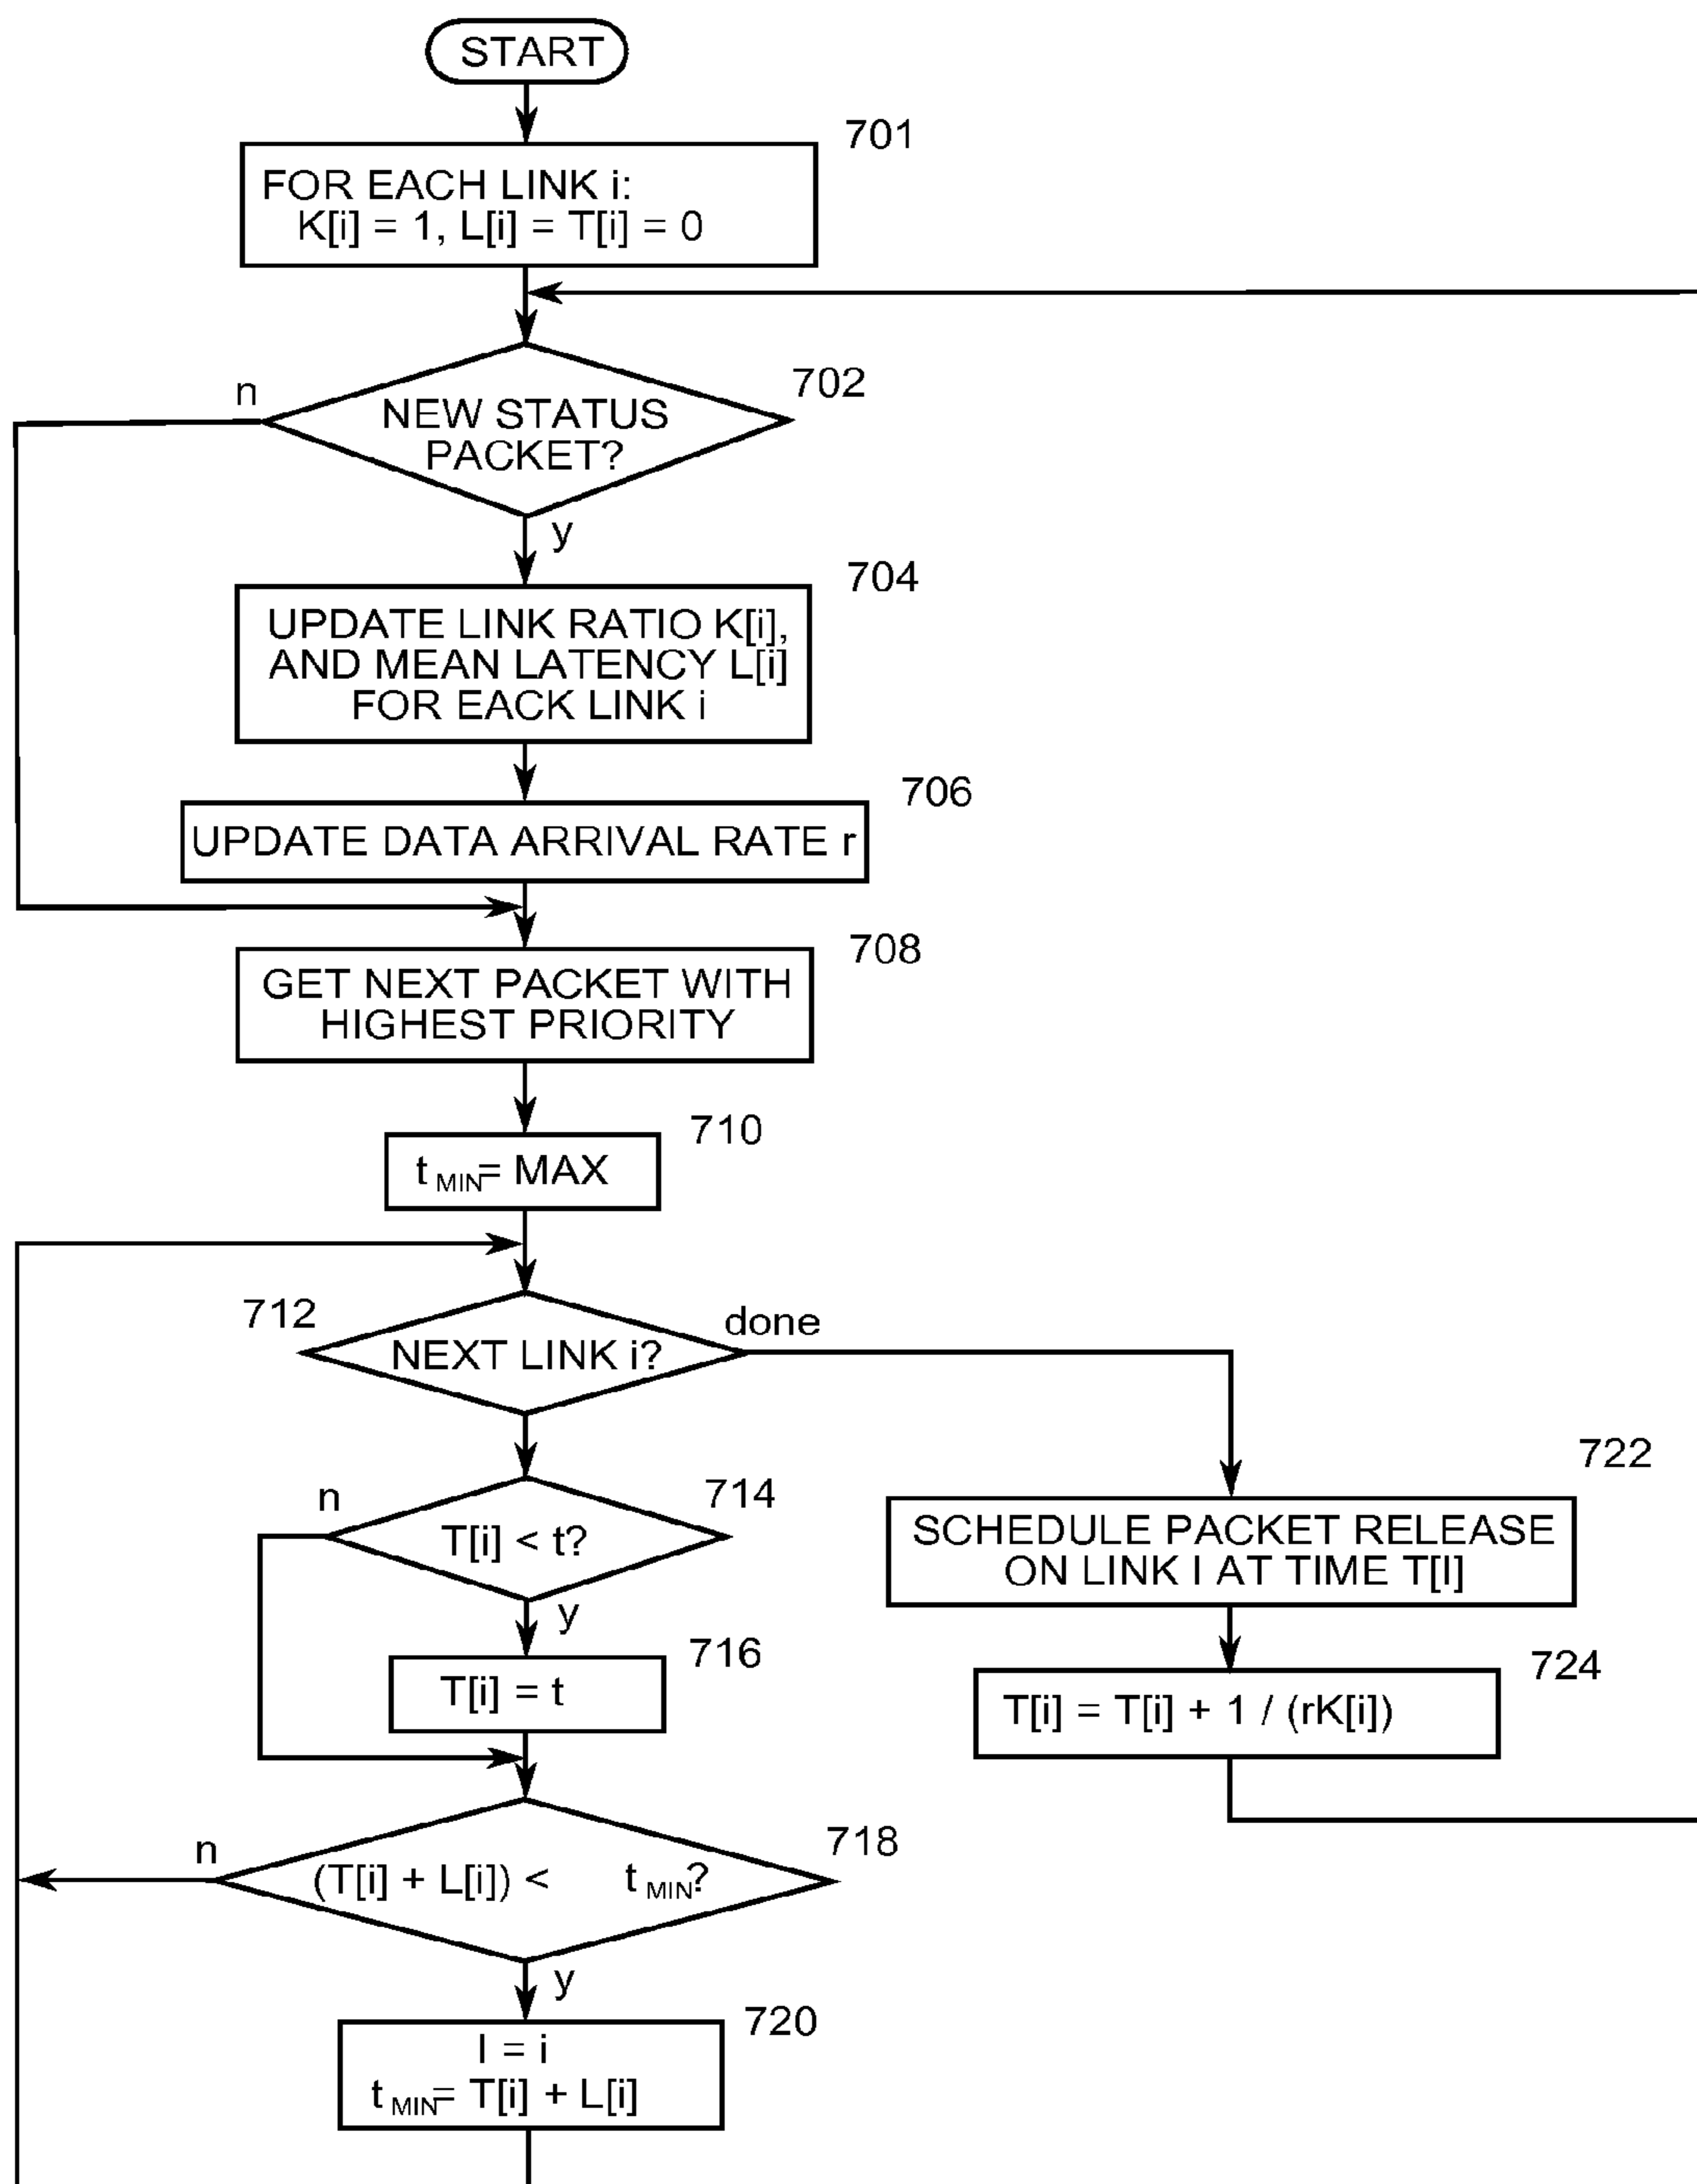 START
701
FOR EACH LINK i:
K[i] = 1, L[i] = T[i] = 0
702
n
NEW STATUS
PACKET?
y
704
UPDATE LINK RATIO K[i],
AND MEAN LATENCY L[i]
FOR EACK LINK i
706
UPDATE DATA ARRIVAL RATE r
708
GET NEXT PACKET WITH
HIGHEST PRIORITY
710
t MIN= MAX
712
NEXT LINK i?
done
714
n
T[i] < t?
y
716
T[i] = t
718
n
(T[i] + L[i]) < t MIN?
y
720
I = i
t MIN= T[i] + L[i]
722
SCHEDULE PACKET RELEASE
ON LINK I AT TIME T[I]
724
T[i] = T[i] + 1 / (rK[i])